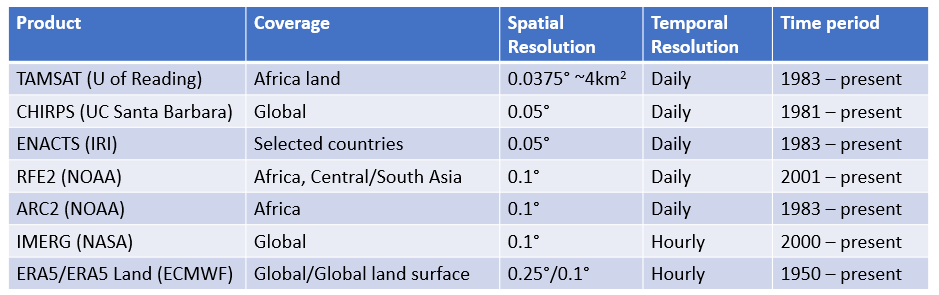 Product Coverage Spatial Resolution Temporal Resolution Time period
TAMSAT (U of Reading) Africa land 0.0375° ~4km² Daily 1983 – present
CHIRPS (UC Santa Barbara) Global 0.05° Daily 1981 – present
ENACTS (IRI) Selected countries 0.05° Daily 1983 – present
RFE2 (NOAA) Africa, Central/South Asia 0.1° Daily 2001 – present
ARC2 (NOAA) Africa 0.1° Daily 1983 – present
IMERG (NASA) Global 0.1° Hourly 2000 – present
ERA5/ERA5 Land (ECMWF) Global/Global land surface 0.25°/0.1° Hourly 1950 – present